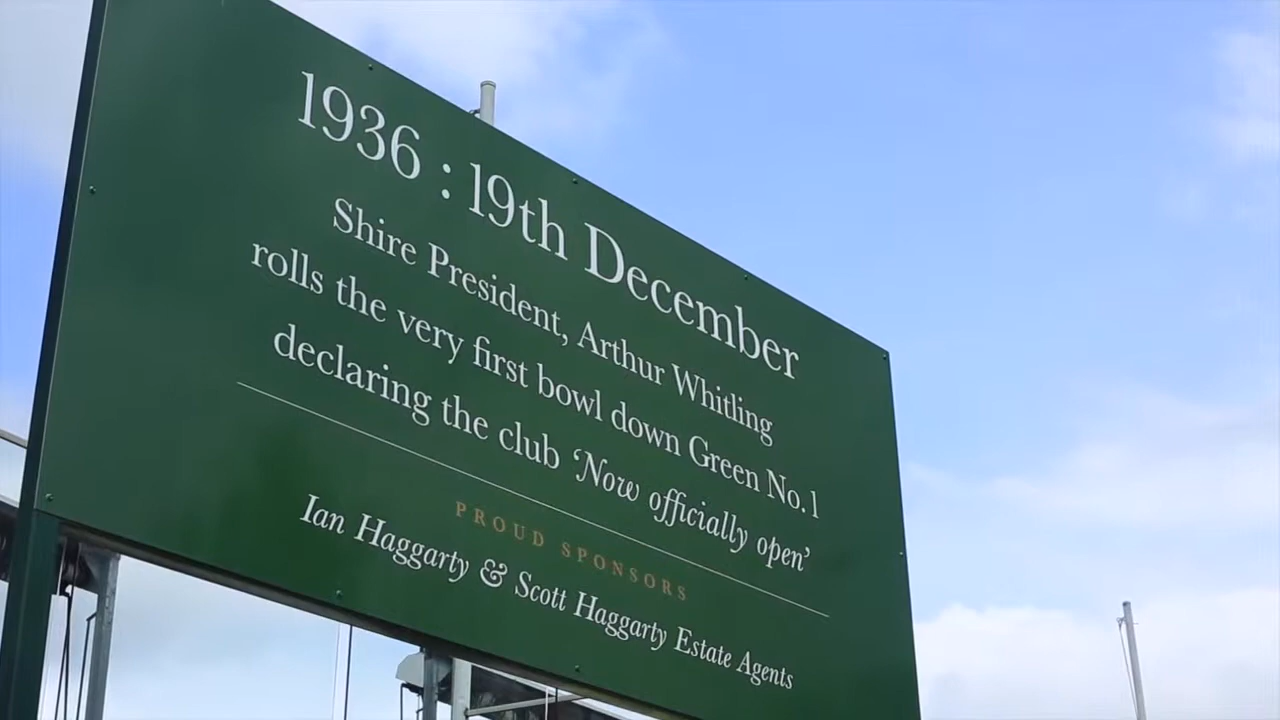 1936 : 19th December
Shire President, Arthur Whitling
rolls the very first bowl down Green No.1
declaring the club ‘Now officially open’
PROUD SPONSORS
Ian Haggarty & Scott Haggarty Estate Agents